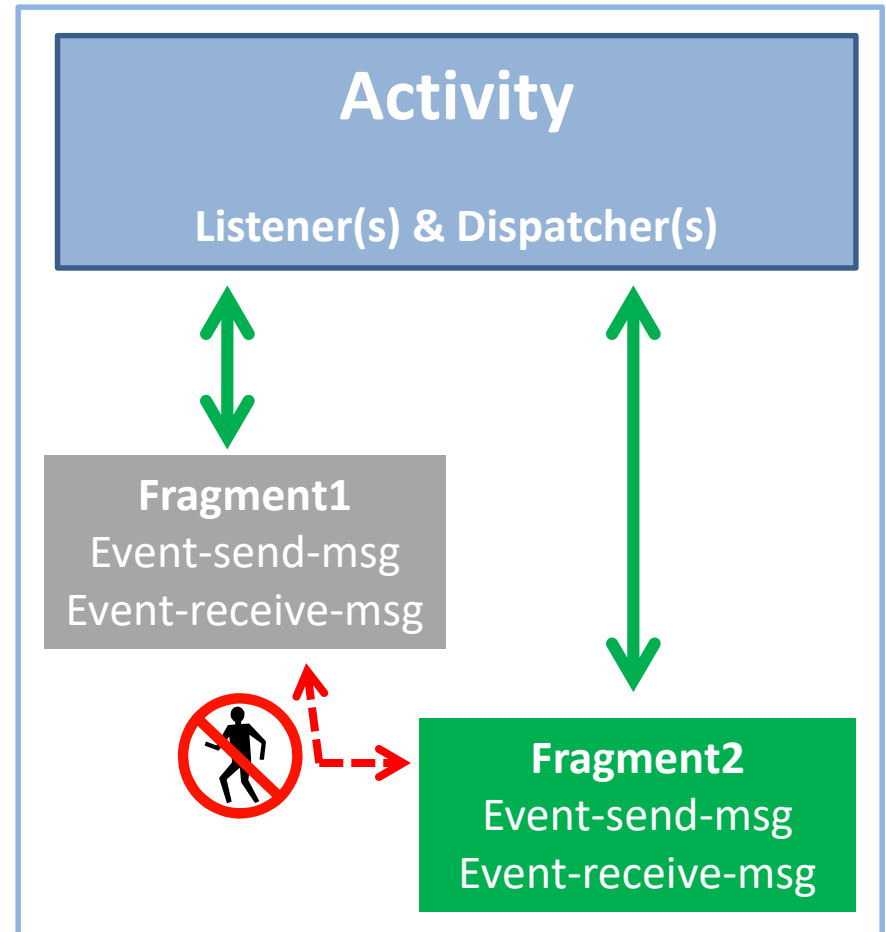 Activity
Listener(s) & Dispatcher(s)
Fragment1
Event-send-msg
Event-receive-msg
Fragment2
Event-send-msg
Event-receive-msg